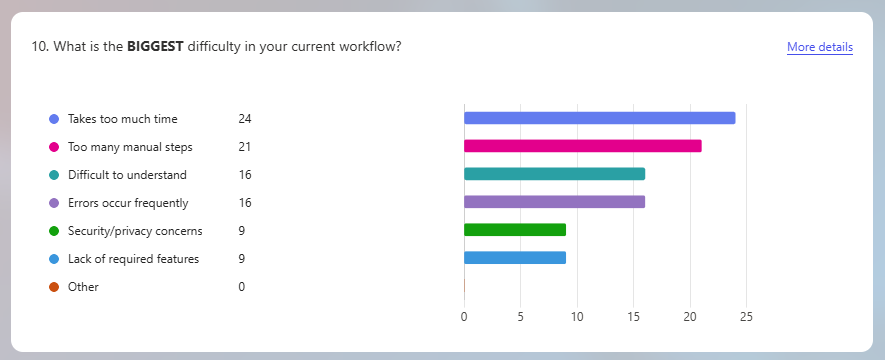 10. What is the BIGGEST difficulty in your current workflow?
More details
Takes too much time 24
Too many manual steps 21
Difficult to understand 16
Errors occur frequently 16
Security/privacy concerns 9
Lack of required features 9
Other 0
0 5 10 15 20 25